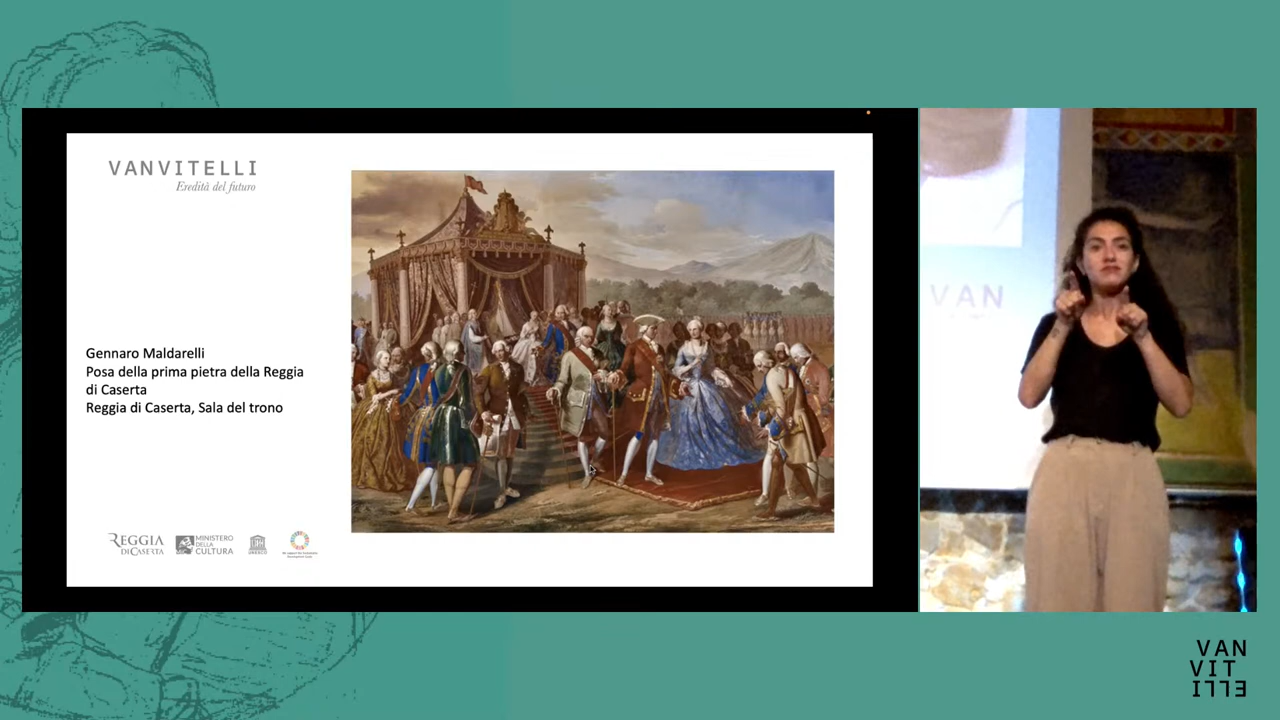 VANVITELLI
Eredità del futuro
Gennaro Maldarelli
Posa della prima pietra della Reggia
di Caserta
Reggia di Caserta, Sala del trono
REGGIA
DI CASERTA
MINISTERO
DELLA
CULTURA
UNESCO
VAN
VAN
VIT
ELLI